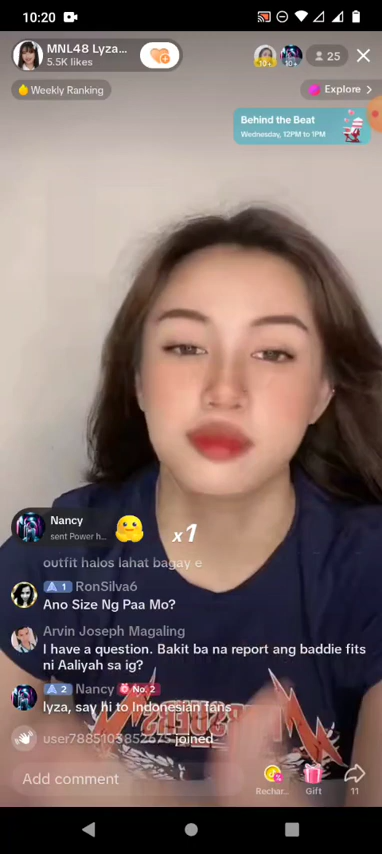 10:20
MNL48 Lyza...
5.5K likes
10+
10+
25
Weekly Ranking
Explore
Behind the Beat
Wednesday, 12PM to 1PM
Nancy
sent Power h...
x1
outfit halos lahat bagay e
1 RonSilva6
Ano Size Ng Paa Mo?
Arvin Joseph Magaling
I have a question. Bakit ba na report ang baddie fits
ni Aaliyah sa ig?
2 Nancy No. 2
lyza, say hi to Indonesian fans
user7885103852675 joined
Add comment
Rechar...
Gift
11